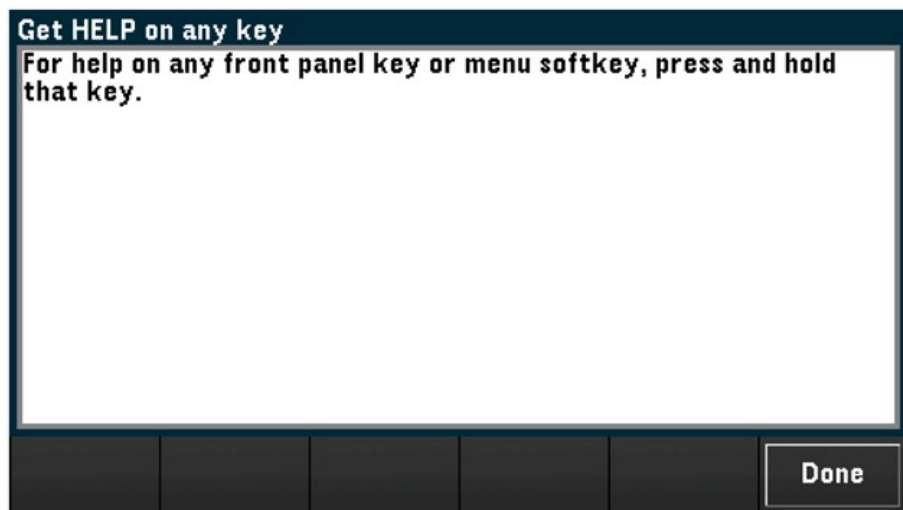 Get HELP on any key
For help on any front panel key or menu softkey, press and hold
that key.
Done